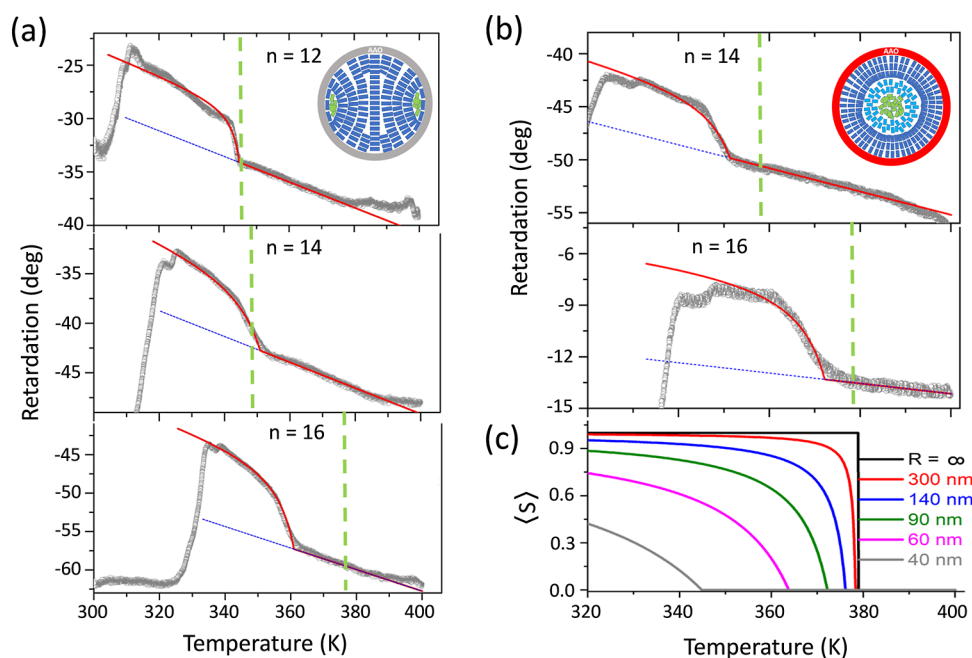 (a)
n = 12
AAO
-25
-30
-35
-40
n = 14
-35
-40
-45
n = 16
-45
-50
-55
-60
300 320 340 360 380 400
Retardation (deg)
Temperature (K)
(b)
n = 14
AAO
-40
-45
-50
-55
n = 16
-6
-9
-12
-15
Retardation (deg)
(c)
0.9
0.6
0.3
0.0
⟨S⟩
R = ∞
300 nm
140 nm
90 nm
60 nm
40 nm
320 340 360 380 400
Temperature (K)